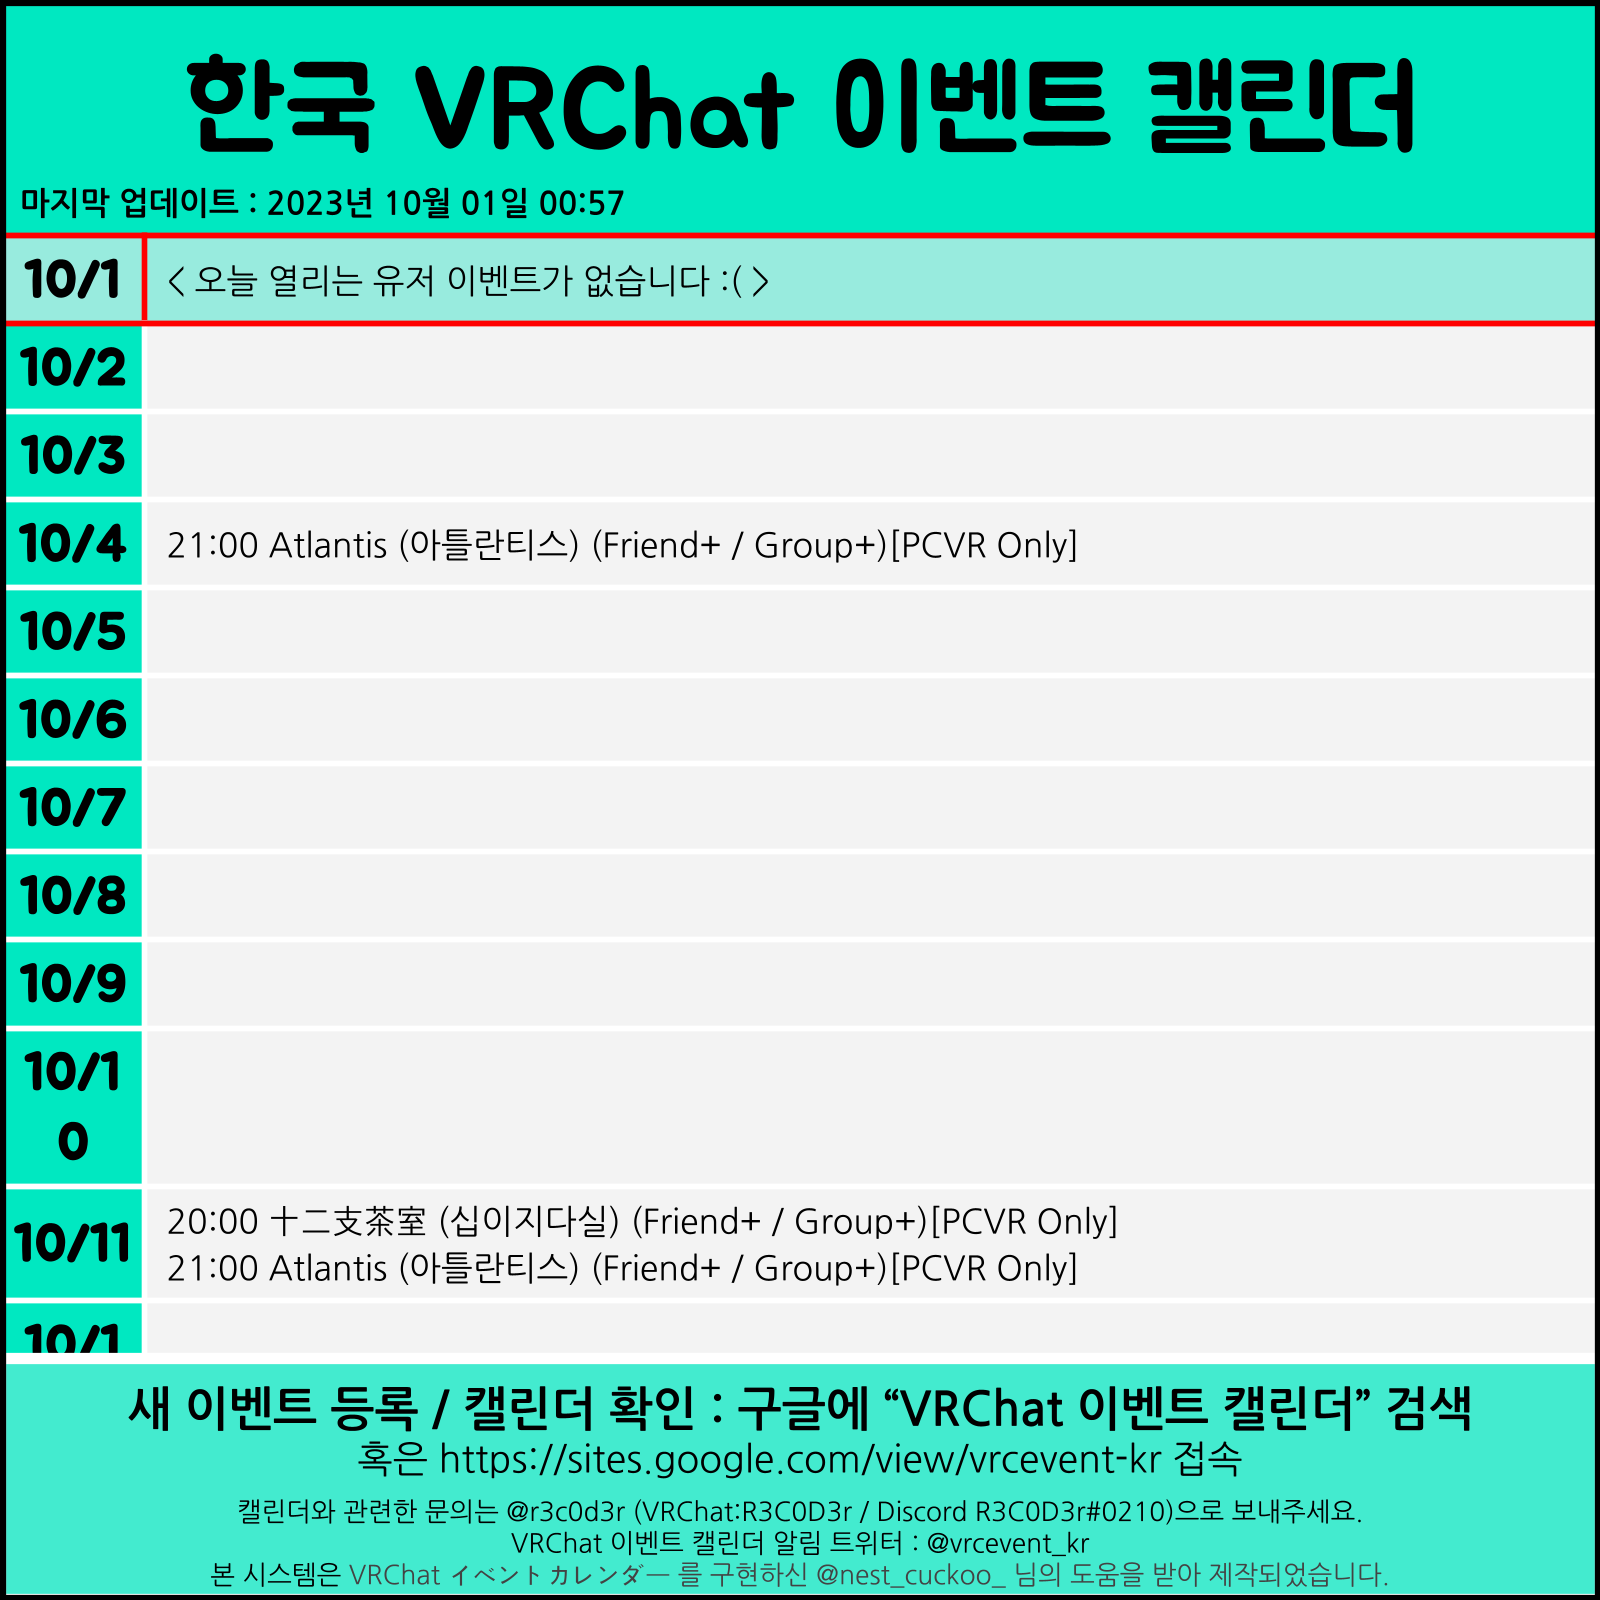 한국 VRChat 이벤트 캘린더
마지막 업데이트 : 2023년 10월 01일 00:57
10/1
< 오늘 열리는 유저 이벤트가 없습니다 :( >
10/2
10/3
10/4
21:00 Atlantis (아틀란티스) (Friend+ / Group+)[PCVR Only]
10/5
10/6
10/7
10/8
10/9
10/1
0
10/11
20:00 十二支茶室 (십이지다실) (Friend+ / Group+)[PCVR Only]
21:00 Atlantis (아틀란티스) (Friend+ / Group+)[PCVR Only]
10/1
새 이벤트 등록 / 캘린더 확인 : 구글에 “VRChat 이벤트 캘린더” 검색
혹은 https://sites.google.com/view/vrcevent-kr 접속
캘린더와 관련한 문의는 @r3c0d3r (VRChat:R3C0D3r / Discord R3C0D3r#0210)으로 보내주세요.
VRChat 이벤트 캘린더 알림 트위터 : @vrcevent_kr
본 시스템은 VRChat イベントカレンダー 를 구현하신 @nest_cuckoo_ 님의 도움을 받아 제작되었습니다.